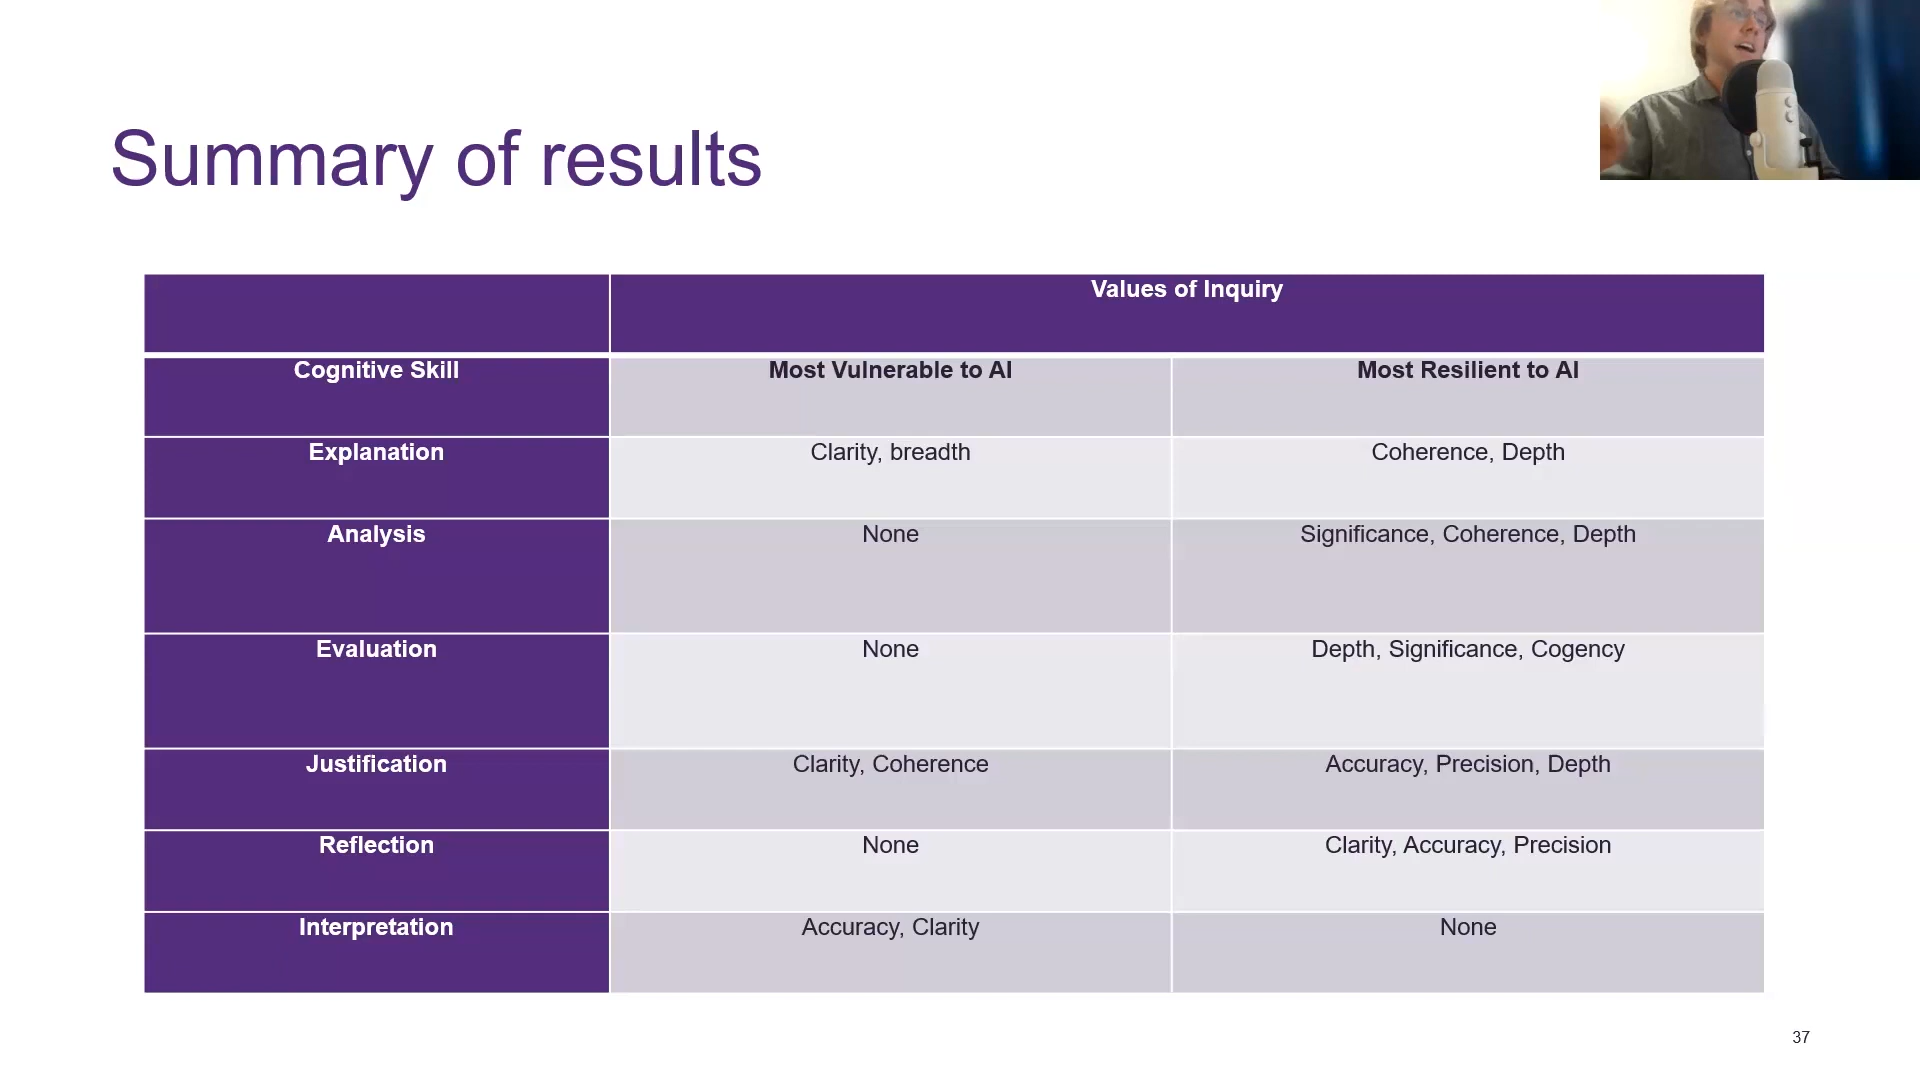 Summary of results
Values of Inquiry
Cognitive Skill Most Vulnerable to AI Most Resilient to AI
Explanation Clarity, breadth Coherence, Depth
Analysis None Significance, Coherence, Depth
Evaluation None Depth, Significance, Cogency
Justification Clarity, Coherence Accuracy, Precision, Depth
Reflection None Clarity, Accuracy, Precision
Interpretation Accuracy, Clarity None
37